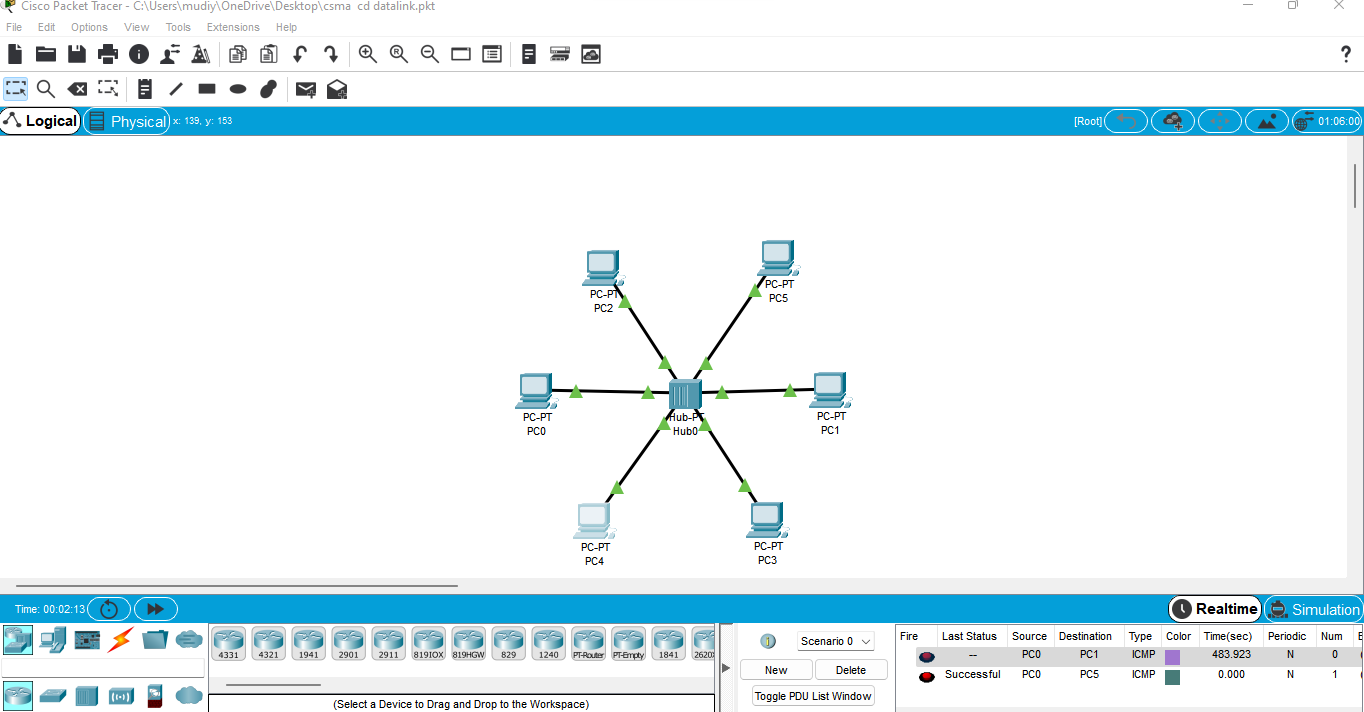 Cisco Packet Tracer - C:\Users\mudiy\OneDrive\Desktop\csma cd datalink.pkt
File Edit Options View Tools Extensions Help
?
Logical Physical x: 139, y: 153 [Root] 01:06:00
PC-PT
PC2
PC-PT
PC5
PC-PT
PC0
Hub-PT
Hub0
PC-PT
PC1
PC-PT
PC4
PC-PT
PC3
Time: 00:02:13 Realtime Simulation
4331 4321 1941 2901 2911 819IOX 819HGW 829 1240 PT-Router PT-Empty 1841 2620X
(Select a Device to Drag and Drop to the Workspace)
Scenario 0
New Delete
Toggle PDU List Window
Fire Last Status Source Destination Type Color Time(sec) Periodic Num E
-- PC0 PC1 ICMP 483.923 N 0
Successful PC0 PC5 ICMP 0.000 N 1